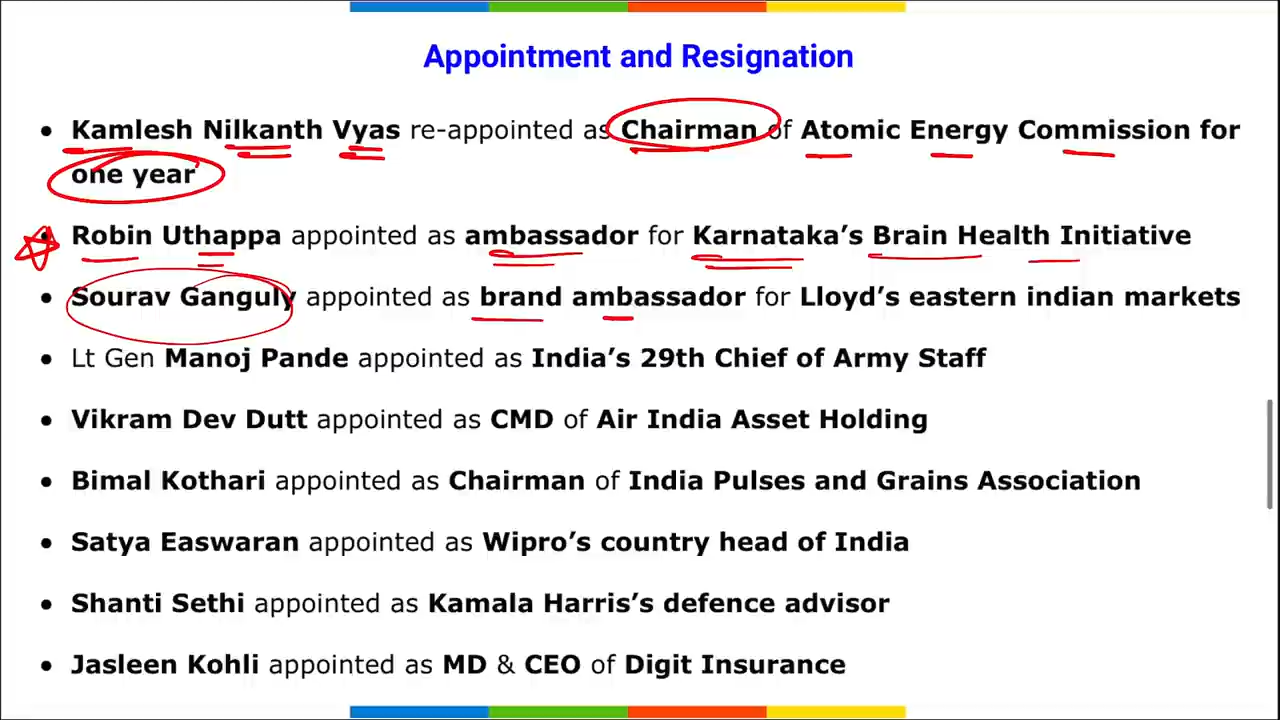 Appointment and Resignation
• Kamlesh Nilkanth Vyas re-appointed as Chairman of Atomic Energy Commission for
one year
• Robin Uthappa appointed as ambassador for Karnataka’s Brain Health Initiative
• Sourav Ganguly appointed as brand ambassador for Lloyd’s eastern indian markets
• Lt Gen Manoj Pande appointed as India’s 29th Chief of Army Staff
• Vikram Dev Dutt appointed as CMD of Air India Asset Holding
• Bimal Kothari appointed as Chairman of India Pulses and Grains Association
• Satya Easwaran appointed as Wipro’s country head of India
• Shanti Sethi appointed as Kamala Harris’s defence advisor
• Jasleen Kohli appointed as MD & CEO of Digit Insurance